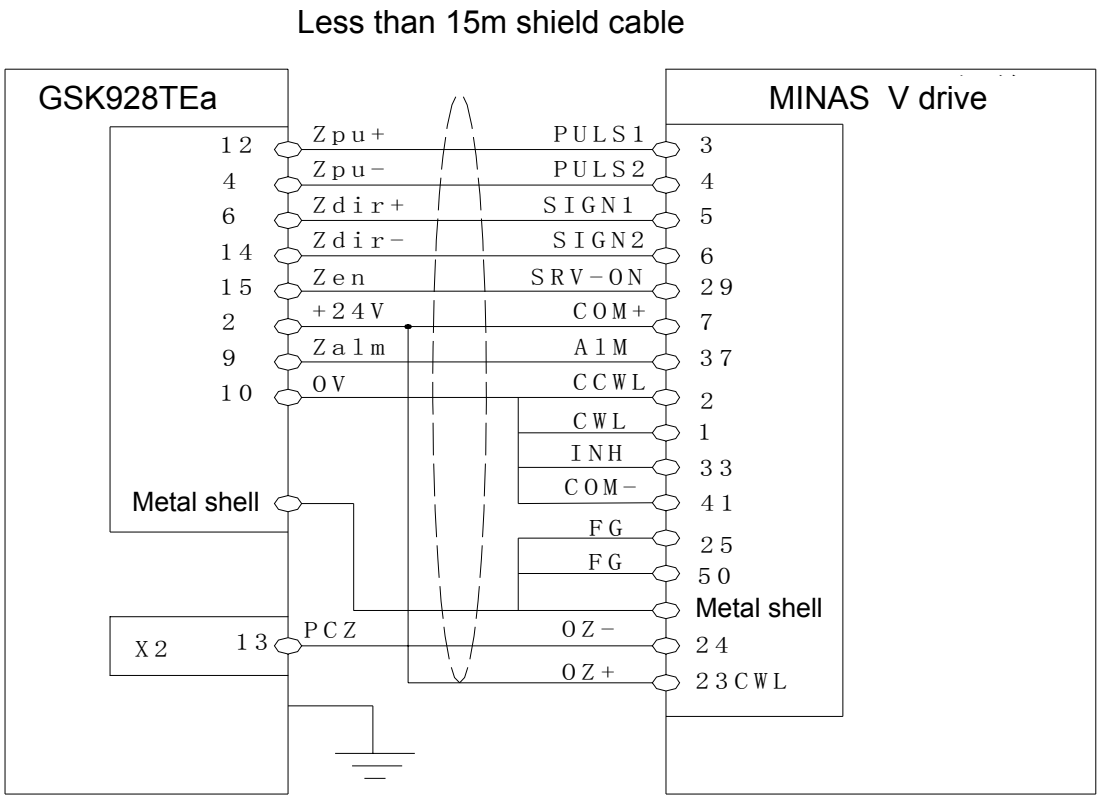 Less than 15m shield cable
GSK928TEa
MINAS V drive
12 Zpu+ PULS1 3
4 Zpu- PULS2 4
6 Zdir+ SIGN1 5
14 Zdir- SIGN2 6
15 Zen SRV-ON 29
2 +24V COM+ 7
9 Zalm AlM 37
10 0V CCWL 2
CWL 1
INH 33
COM- 41
Metal shell
FG 25
FG 50
Metal shell
X2 13 PCZ OZ- 24
OZ+ 23CWL